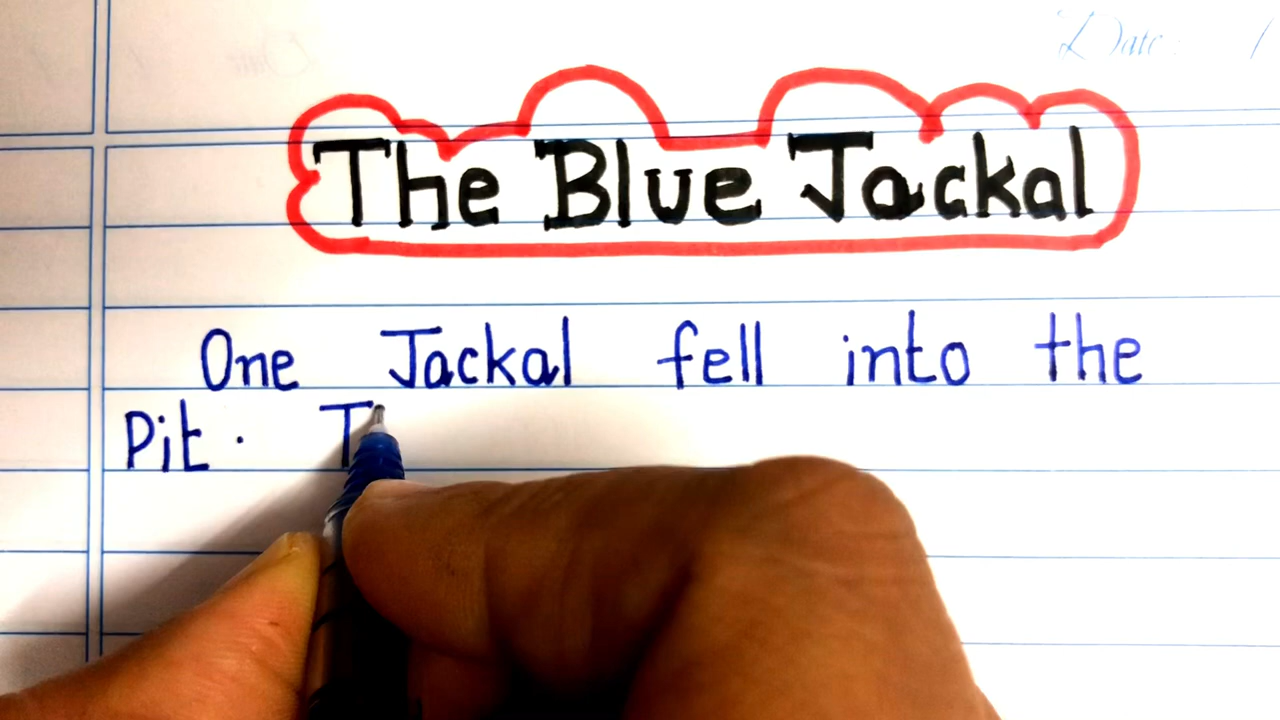 Date: /
The Blue Jackal
One Jackal fell into the
Pit. T